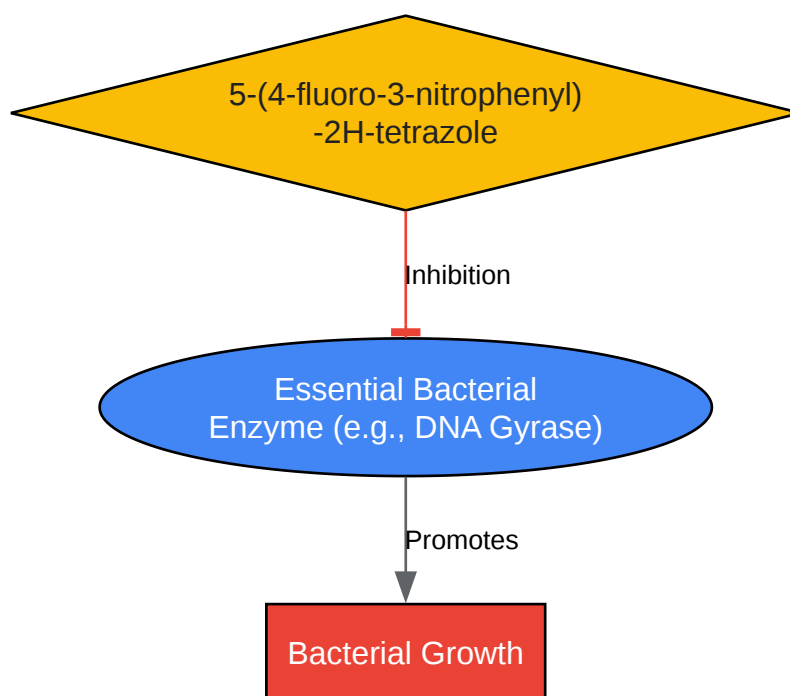 5-(4-fluoro-3-nitrophenyl)
-2H-tetrazole
Inhibition
Essential Bacterial
Enzyme (e.g., DNA Gyrase)
Promotes
Bacterial Growth